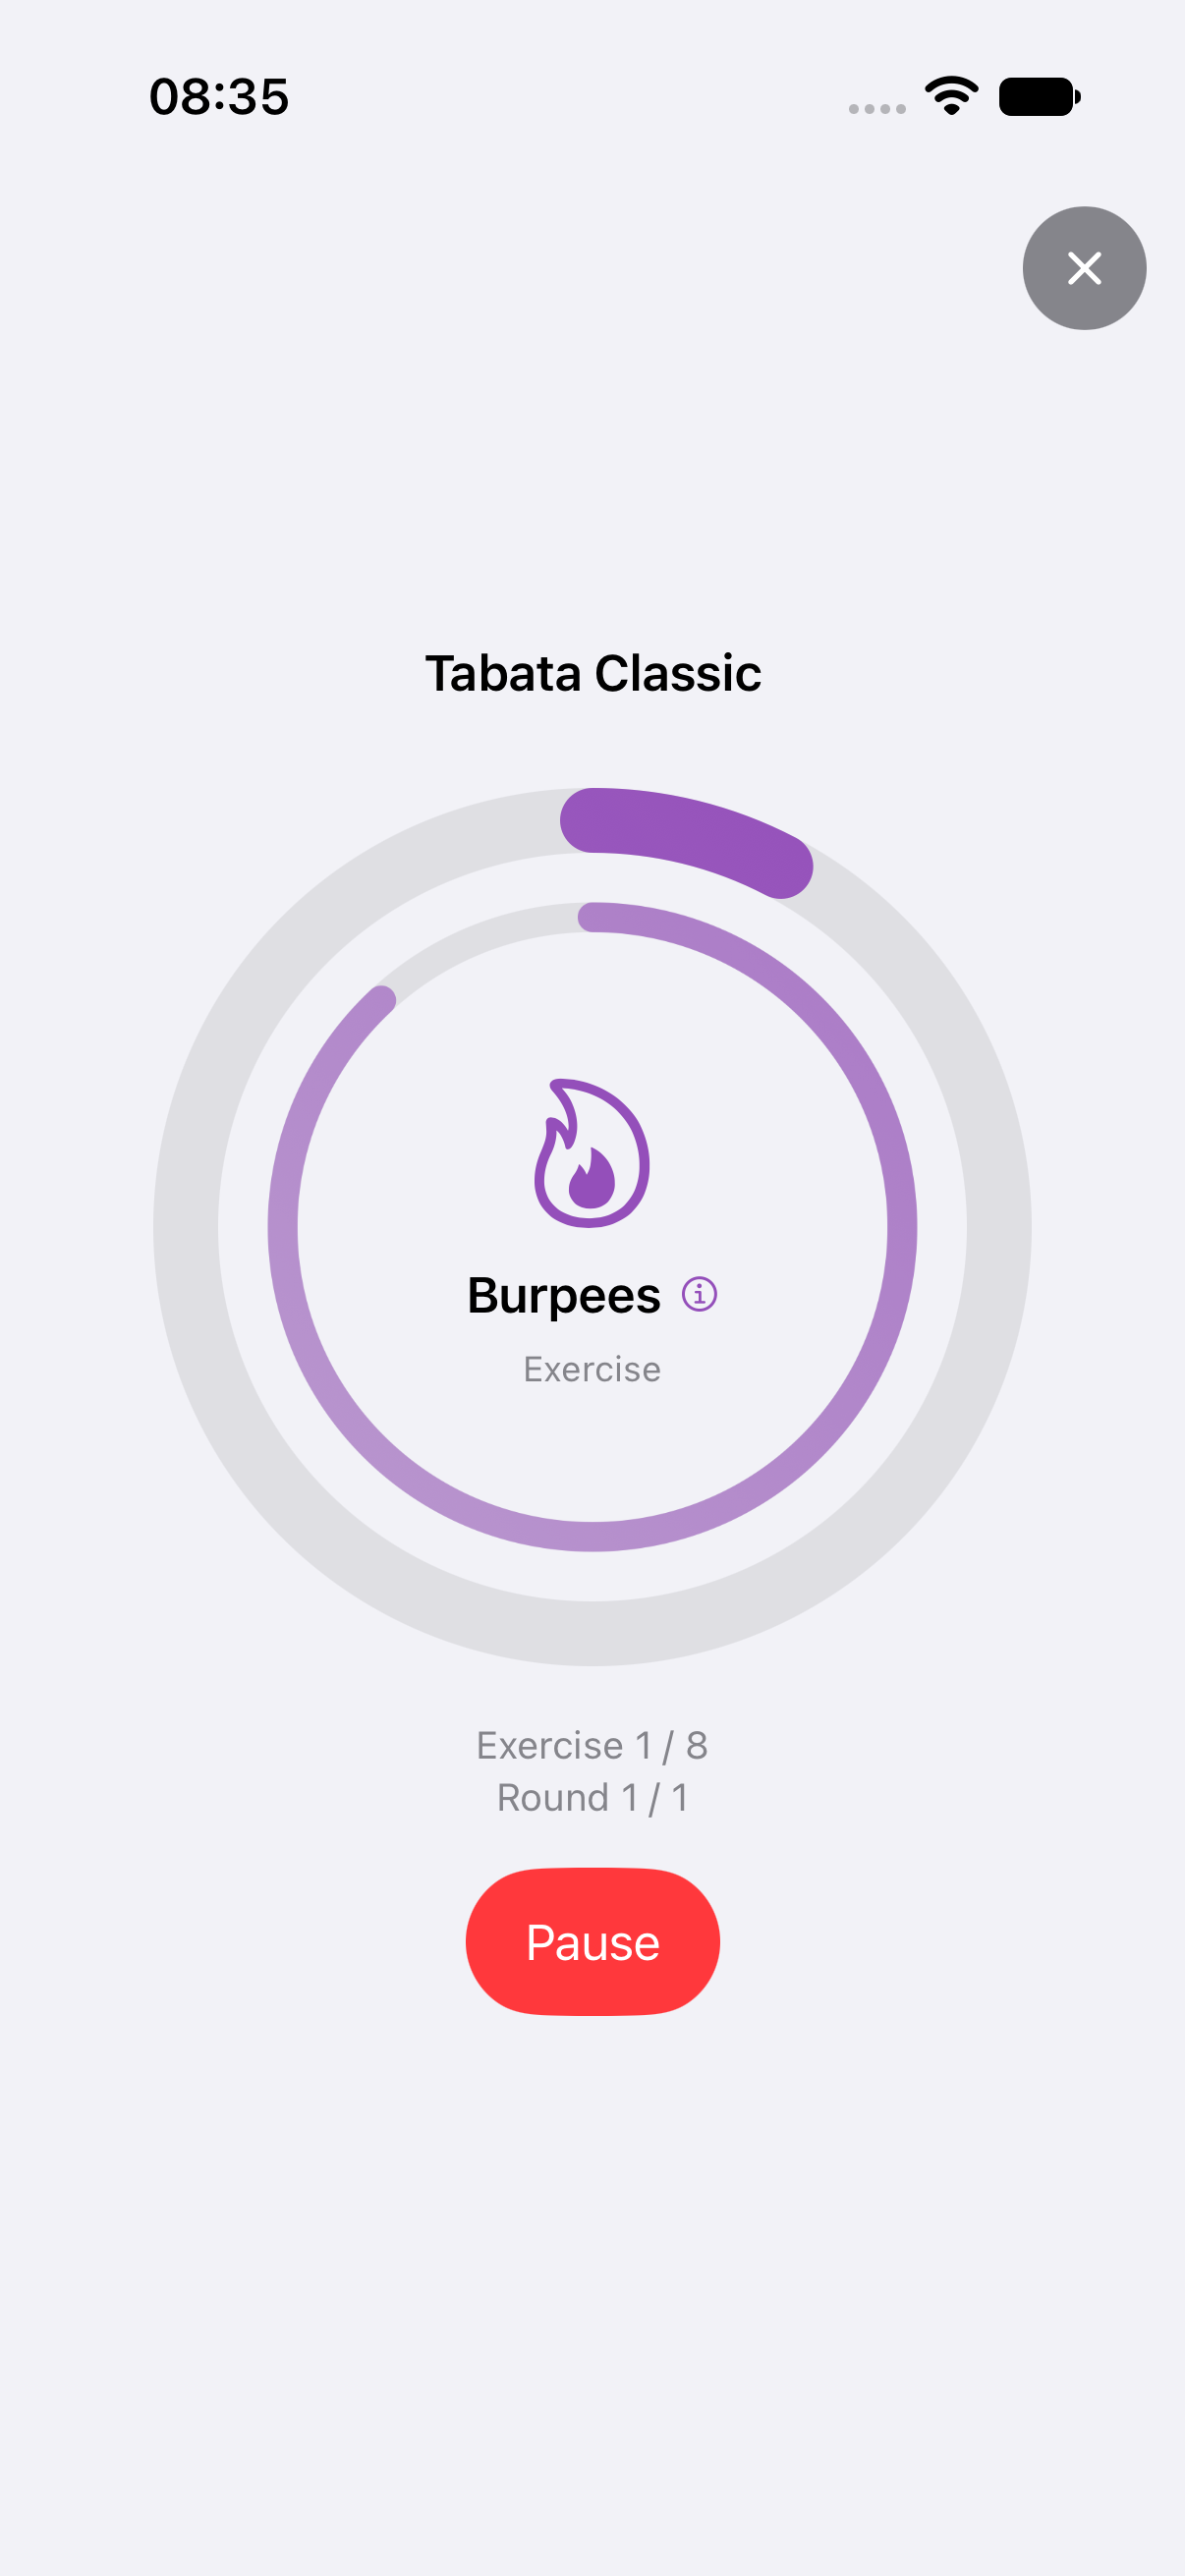 08:35
Tabata Classic
Burpees
Exercise
Exercise 1 / 8
Round 1 / 1
Pause